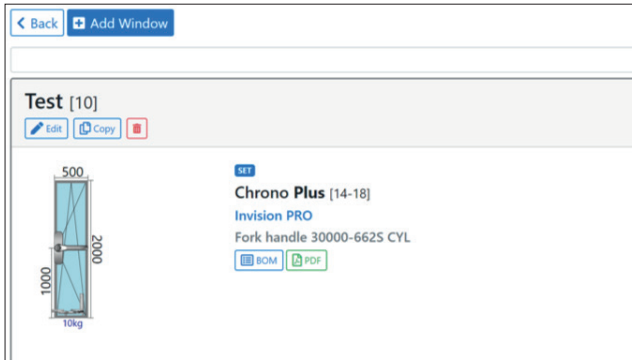 Back Add Window
Test [10]
Edit Copy
500
2000
1000
10kg
SET
Chrono Plus [14-18]
Invision PRO
Fork handle 30000-662S CYL
BOM PDF